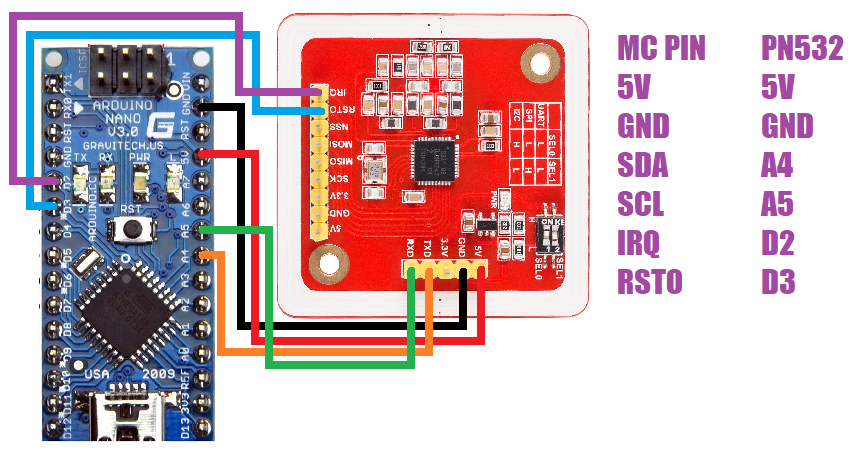 MC PIN PN532
5V 5V
GND GND
SDA A4
SCL A5
IRQ D2
RSTO D3
ICSP
1
TX1
RX0
RST
GND
D2
D3
D4
D5
D6
D7
D8
D9
D10
D11
D12
ARDUINO
NANO
V3.0
G
GRAVITECH.US
TX RX PWR L
ARDUINO.CC
RST
USA 2009
VIN
GND
RST
5V
A7
A6
A5
A4
A3
A2
A1
A0
REF
3V3
D13
IRQ
RSTO
NSS
MOSI
MISO
SCK
3.3V
GND
5V
RXD
TXD
3.3V
GND
5V
PWR
SEL0 SEL1
UART L L
SPI L H
I2C H L
H
L
ON KE
1 2
SEL0
SEL1